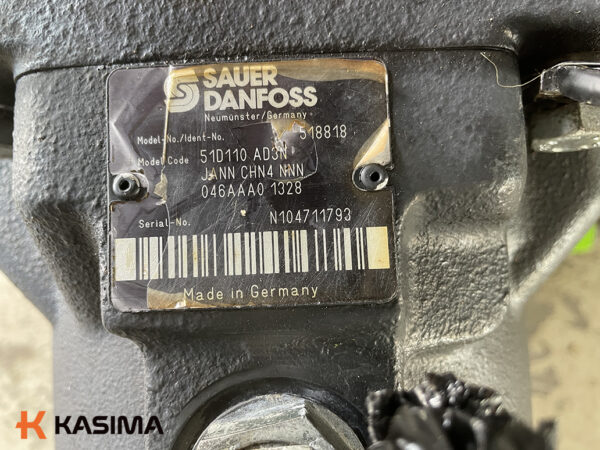 SAUER
DANFOSS
Neumünster/Germany
Model-No./Ident-No. 518818
Model Code 51D110 AD3N
JANN CHN4 NNN
046AAA0 1328
Serial-No. N104711793
Made in Germany
KASIMA